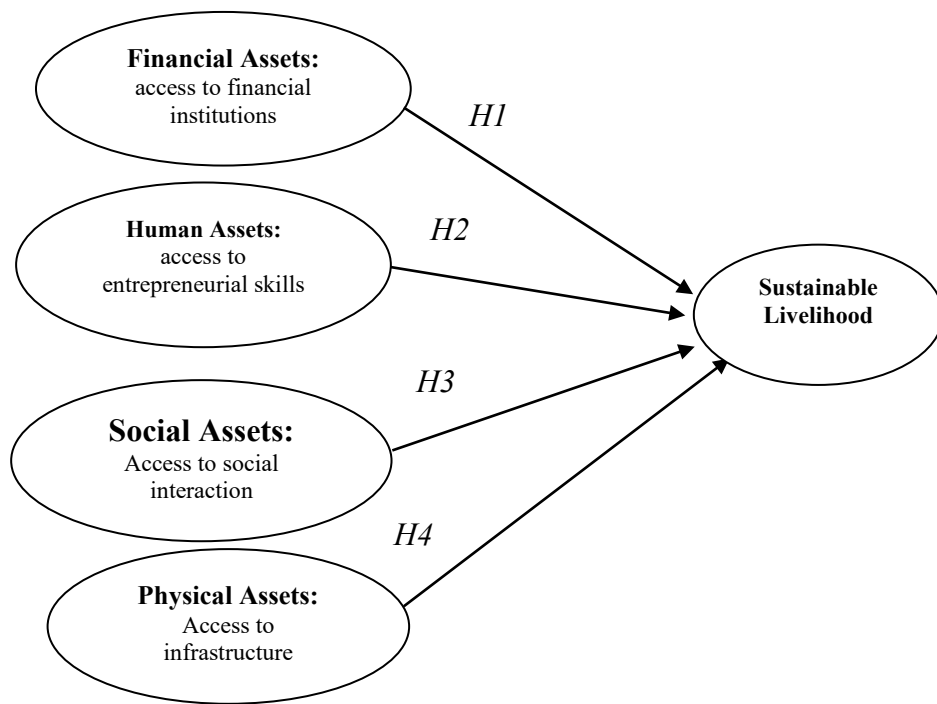 Financial Assets:
access to financial
institutions
H1
Human Assets:
access to
entrepreneurial skills
H2
Sustainable
Livelihood
H3
Social Assets:
Access to social
interaction
H4
Physical Assets:
Access to
infrastructure